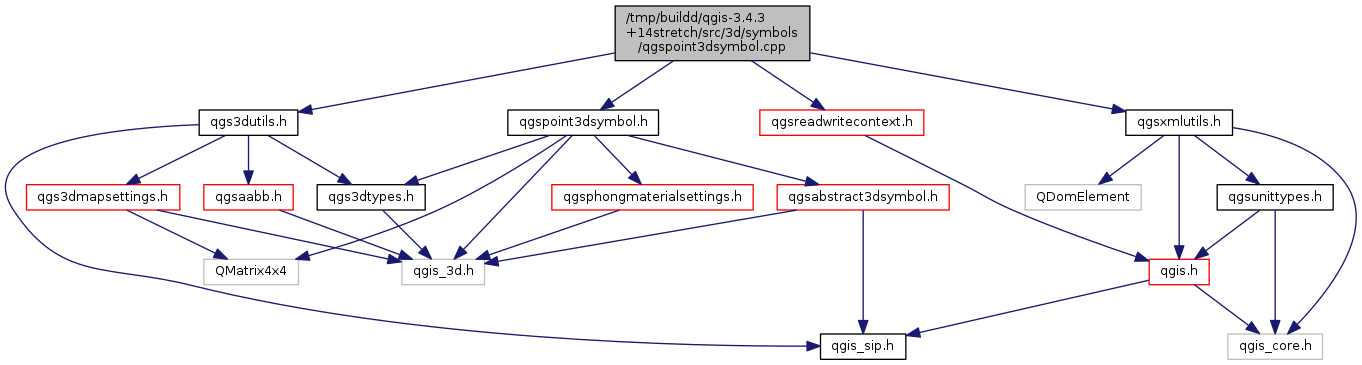 /tmp/buildd/qgis-3.4.3
+14stretch/src/3d/symbols
/qgspoint3dsymbol.cpp
qgs3dutils.h
qgspoint3dsymbol.h
qgsreadwritecontext.h
qgsxmlutils.h
qgs3dmapsettings.h
qgsaabb.h
qgs3dtypes.h
qgsphongmaterialsettings.h
qgsabstract3dsymbol.h
QDomElement
qgsunittypes.h
QMatrix4x4
qgis_3d.h
qgis.h
qgis_sip.h
qgis_core.h